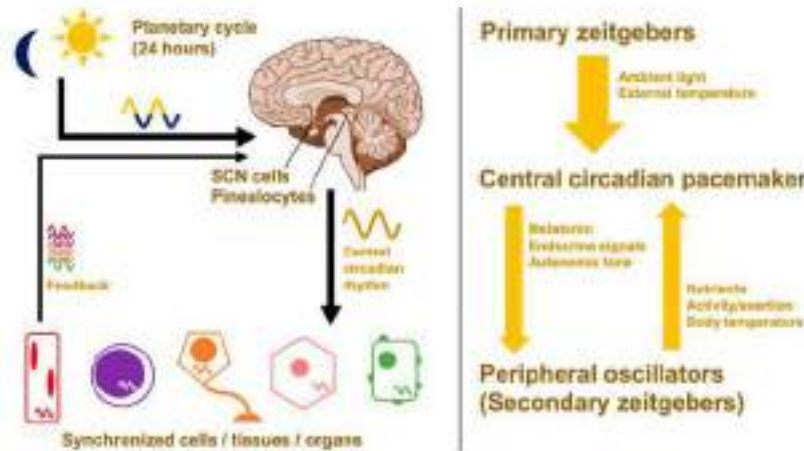 Planetary cycle
(24 hours)
SCN cells
Pinealocytes
Central
circadian
rhythm
Feedback
Synchronized cells / tissues / organs
Primary zeitgebers
Ambient light
External temperature
Central circadian pacemaker
Melatonin
Endocrine signals
Autonomic tone
Nutrients
Activity/exertion
Body temperature
Peripheral oscillators
(Secondary zeitgebers)